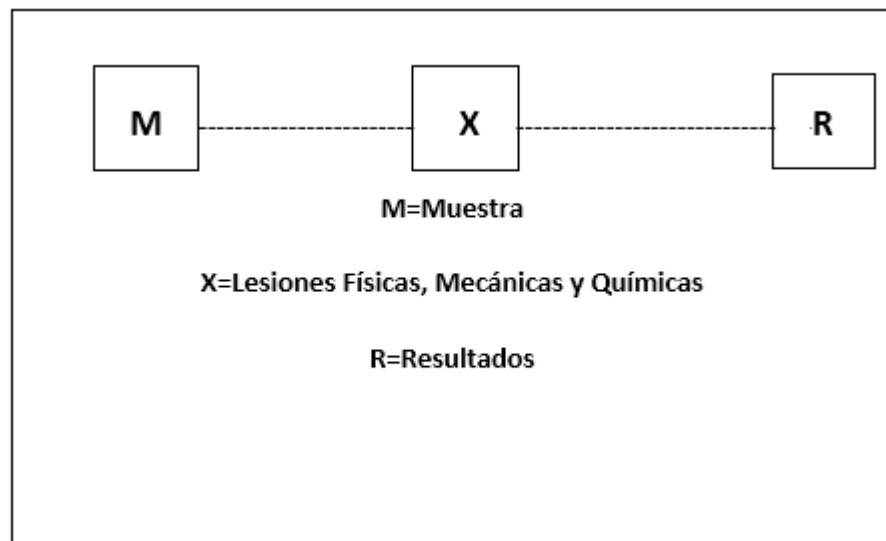 M X R
M=Muestra
X=Lesiones Físicas, Mecánicas y Químicas
R=Resultados